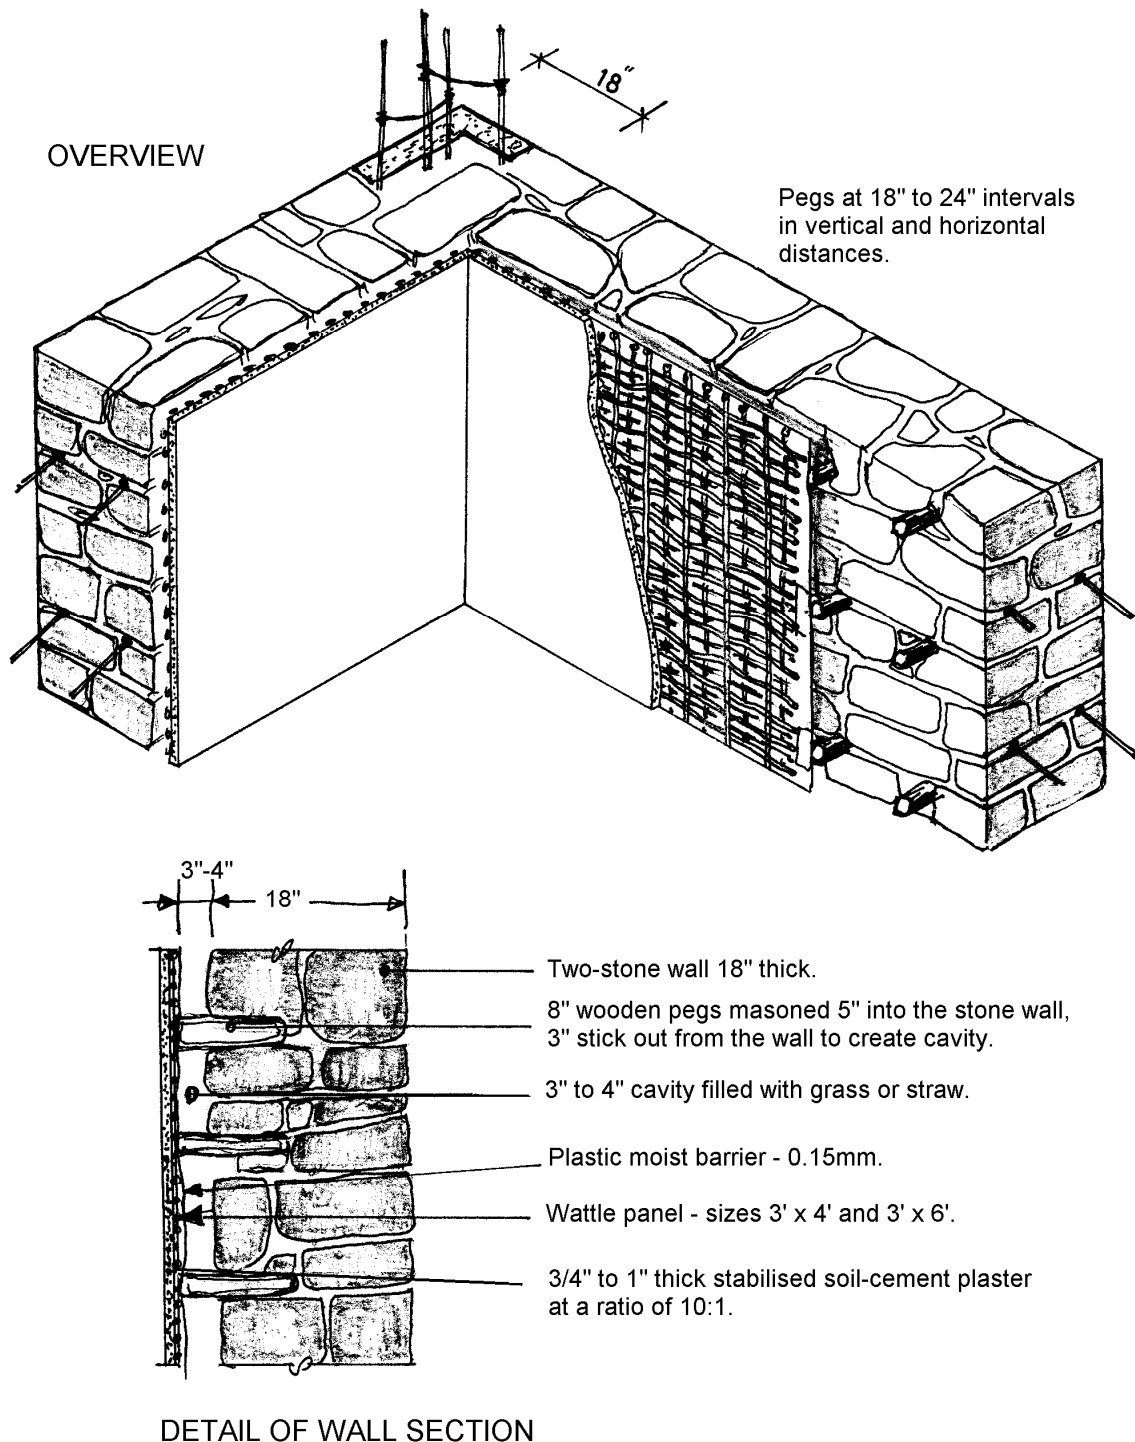 18"
OVERVIEW
Pegs at 18" to 24" intervals
in vertical and horizontal
distances.
3"-4"
18"
Two-stone wall 18" thick.
8" wooden pegs masoned 5" into the stone wall,
3" stick out from the wall to create cavity.
3" to 4" cavity filled with grass or straw.
Plastic moist barrier - 0.15mm.
Wattle panel - sizes 3' x 4' and 3' x 6'.
3/4" to 1" thick stabilised soil-cement plaster
at a ratio of 10:1.
DETAIL OF WALL SECTION